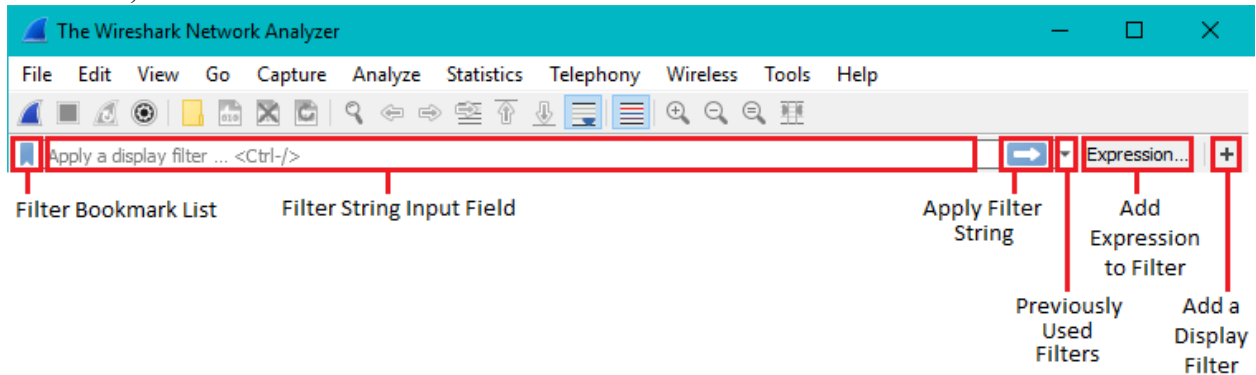 The Wireshark Network Analyzer
File Edit View Go Capture Analyze Statistics Telephony Wireless Tools Help
Apply a display filter ... <Ctrl-/>
Expression...
+
Filter Bookmark List
Filter String Input Field
Apply Filter
String
Add
Expression
to Filter
Previously
Used
Filters
Add a
Display
Filter